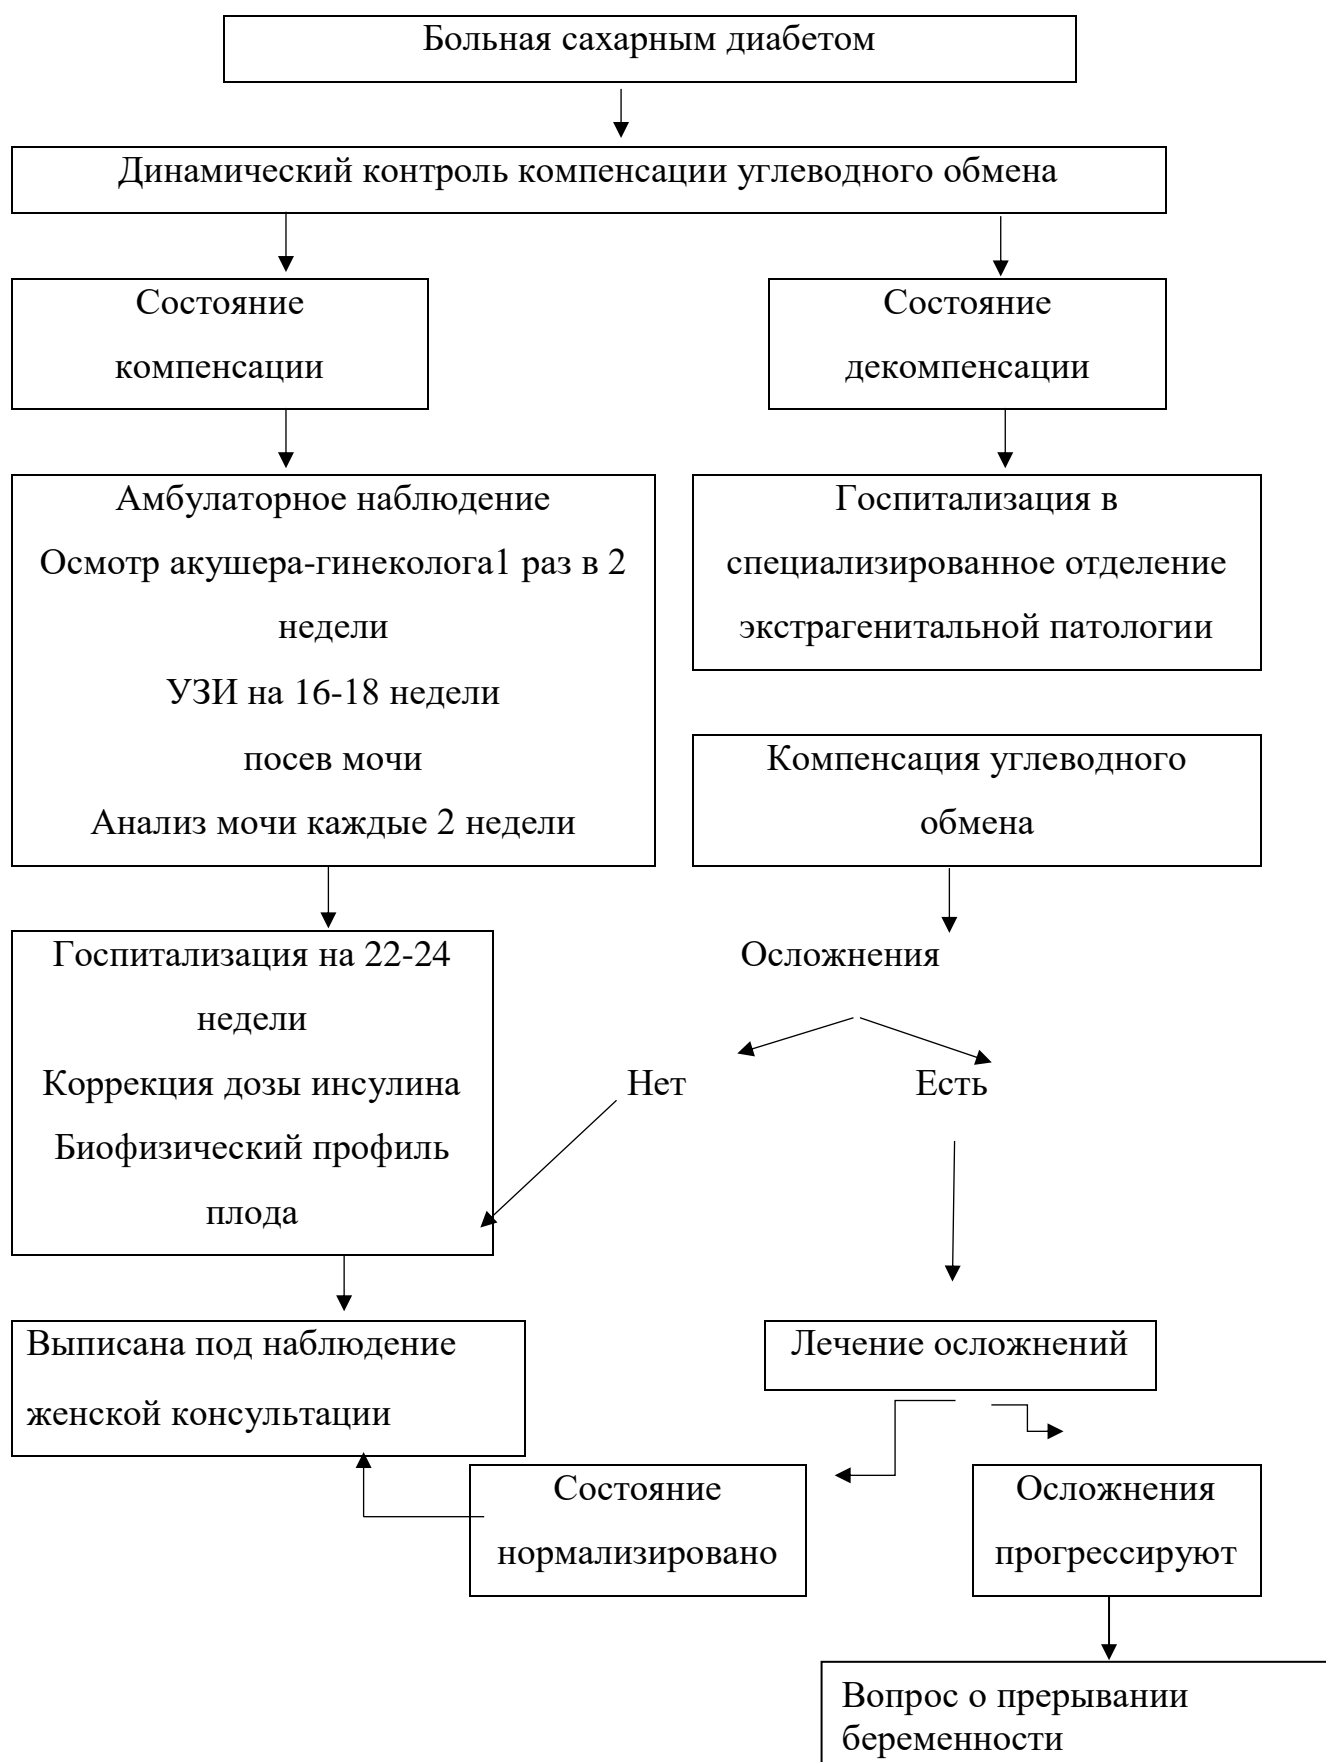 Больная сахарным диабетом
Динамический контроль компенсации углеводного обмена
Состояние
компенсации
Состояние
декомпенсации
Амбулаторное наблюдение
Осмотр акушера-гинеколога1 раз в 2
недели
УЗИ на 16-18 недели
посев мочи
Анализ мочи каждые 2 недели
Госпитализация в
специализированное отделение
экстрагенитальной патологии
Компенсация углеводного
обмена
Госпитализация на 22-24
недели
Коррекция дозы инсулина
Биофизический профиль
плода
Осложнения
Нет
Есть
Выписана под наблюдение
женской консультации
Лечение осложнений
Состояние
нормализировано
Осложнения
прогрессируют
Вопрос о прерывании
беременности